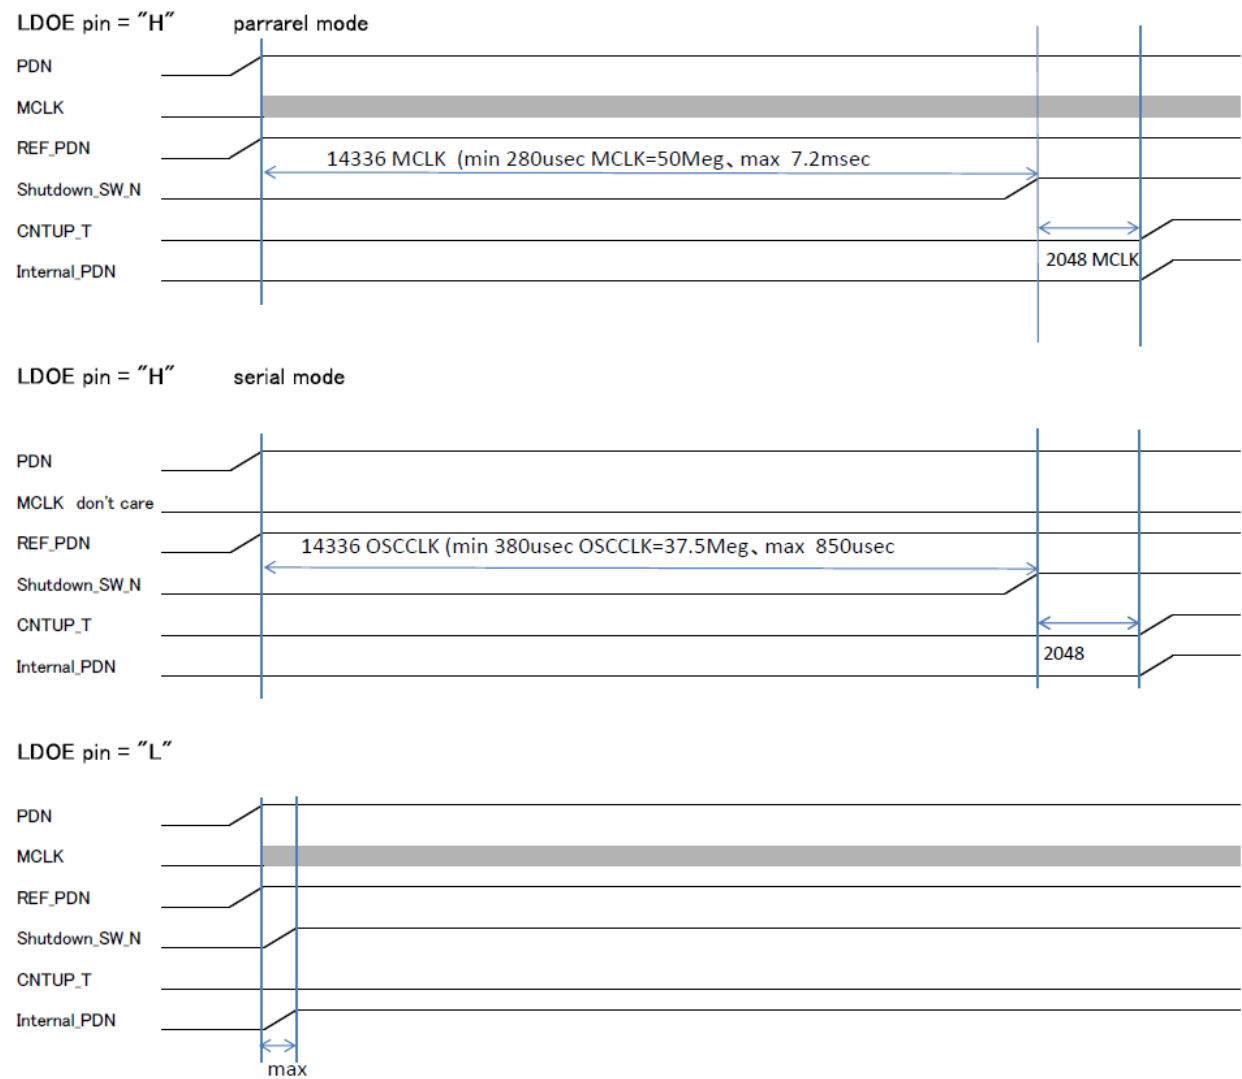 LDOE pin = "H" parrarel mode
PDN
MCLK
REF_PDN
14336 MCLK (min 280usec MCLK=50Meg、max 7.2msec
Shutdown_SW_N
CNTUP_T
2048 MCLK
Internal_PDN
LDOE pin = "H" serial mode
PDN
MCLK don't care
REF_PDN
14336 OSCCLK (min 380usec OSCCLK=37.5Meg、max 850usec
Shutdown_SW_N
CNTUP_T
2048
Internal_PDN
LDOE pin = "L"
PDN
MCLK
REF_PDN
Shutdown_SW_N
CNTUP_T
Internal_PDN
max